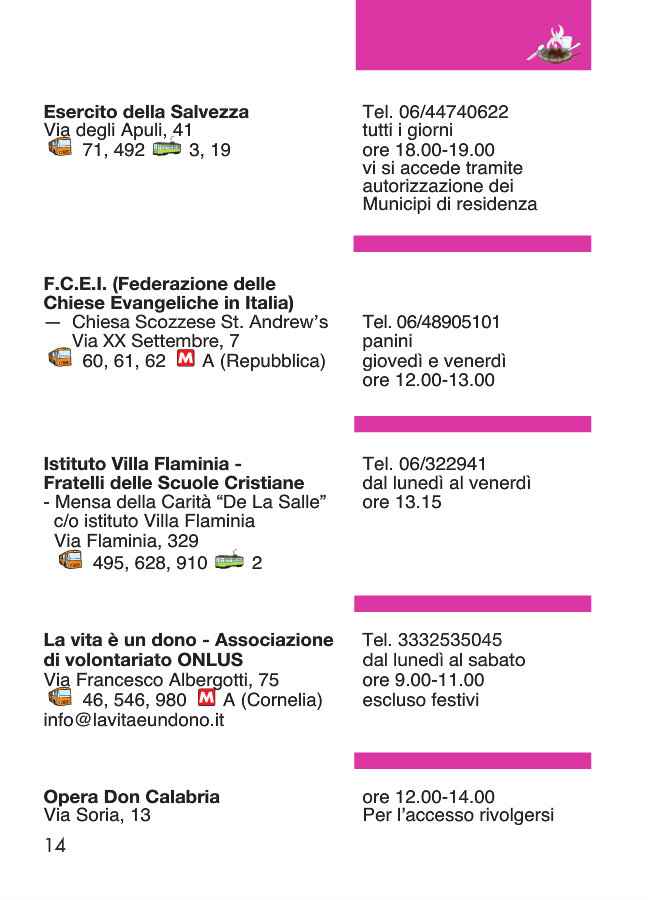 Esercito della Salvezza
Via degli Apuli, 41
71, 492 3, 19
Tel. 06/44740622
tutti i giorni
ore 18.00-19.00
vi si accede tramite
autorizzazione dei
Municipi di residenza
F.C.E.I. (Federazione delle
Chiese Evangeliche in Italia)
— Chiesa Scozzese St. Andrew's
Via XX Settembre, 7
60, 61, 62 M A (Repubblica)
Tel. 06/48905101
panini
giovedì e venerdì
ore 12.00-13.00
Istituto Villa Flaminia -
Fratelli delle Scuole Cristiane
- Mensa della Carità “De La Salle”
c/o istituto Villa Flaminia
Via Flaminia, 329
495, 628, 910 2
Tel. 06/322941
dal lunedì al venerdì
ore 13.15
La vita è un dono - Associazione
di volontariato ONLUS
Via Francesco Albergotti, 75
46, 546, 980 M A (Cornelia)
info@lavitaeundono.it
Tel. 3332535045
dal lunedì al sabato
ore 9.00-11.00
escluso festivi
Opera Don Calabria
Via Soria, 13
ore 12.00-14.00
Per l'accesso rivolgersi
14